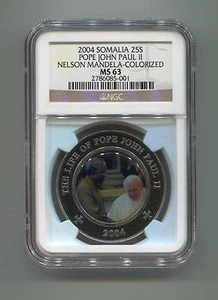 2004 SOMALIA 25S
POPE JOHN PAUL II
NELSON MANDELA-COLORIZED
MS 63
2786085-001
NGC
THE LIFE OF POPE JOHN PAUL II
2004